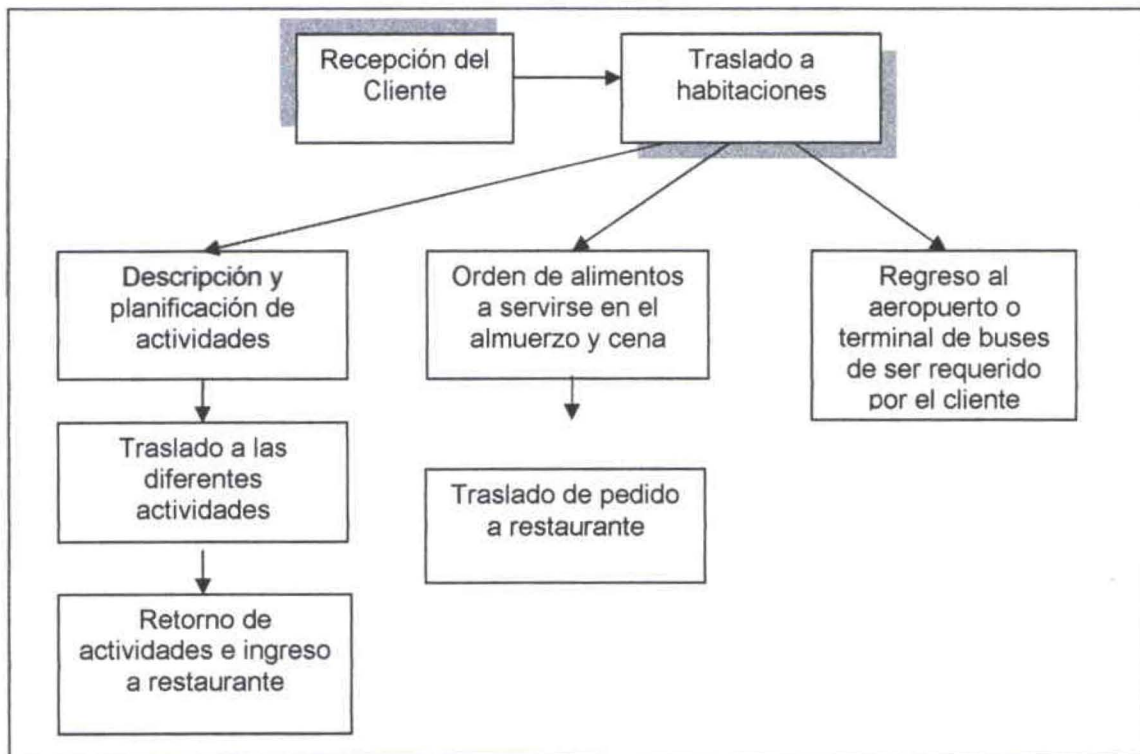 Recepción del
Cliente
Traslado a
habitaciones
Descripción y
planificación de
actividades
Orden de alimentos
a servirse en el
almuerzo y cena
Regreso al
aeropuerto o
terminal de buses
de ser requerido
por el cliente
Traslado a las
diferentes
actividades
Traslado de pedido
a restaurante
Retorno de
actividades e ingreso
a restaurante